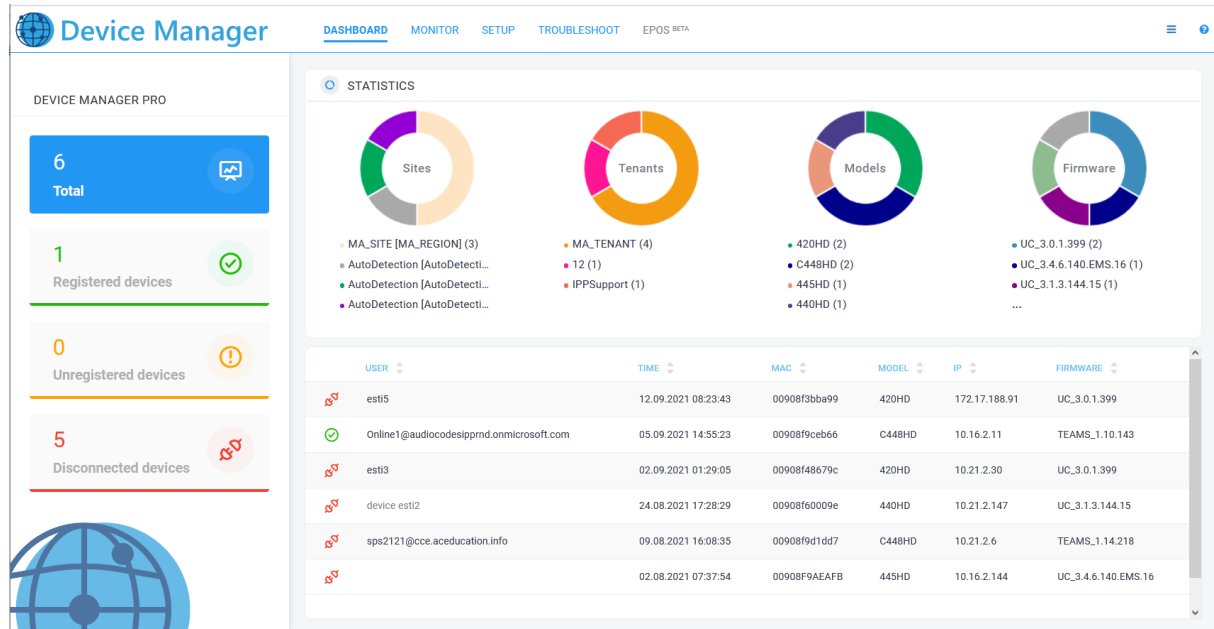 Device Manager
DASHBOARD MONITOR SETUP TROUBLESHOOT EPOS BETA
DEVICE MANAGER PRO
6
Total
1
Registered devices
0
Unregistered devices
5
Disconnected devices
STATISTICS
Sites
MA_SITE [MA_REGION] (3)
AutoDetection [AutoDetecti...
AutoDetection [AutoDetecti...
AutoDetection [AutoDetecti...
Tenants
MA_TENANT (4)
12 (1)
IPPSupport (1)
Models
420HD (2)
C448HD (2)
445HD (1)
440HD (1)
Firmware
UC_3.0.1.399 (2)
UC_3.4.6.140.EMS.16 (1)
UC_3.1.3.144.15 (1)
...
USER TIME MAC MODEL IP FIRMWARE
esti5 12.09.2021 08:23:43 00908f3bba99 420HD 172.17.188.91 UC_3.0.1.399
Online1@audiocodesipprnd.onmicrosoft.com 05.09.2021 14:55:23 00908f9ceb66 C448HD 10.16.2.11 TEAMS_1.10.143
esti3 02.09.2021 01:29:05 00908f48679c 420HD 10.21.2.30 UC_3.0.1.399
device esti2 24.08.2021 17:28:29 00908f60009e 440HD 10.21.2.147 UC_3.1.3.144.15
sps2121@cce.aceducation.info 09.08.2021 16:08:35 00908f9d1dd7 C448HD 10.21.2.6 TEAMS_1.14.218
02.08.2021 07:37:54 00908F9AEAFB 445HD 10.16.2.144 UC_3.4.6.140.EMS.16